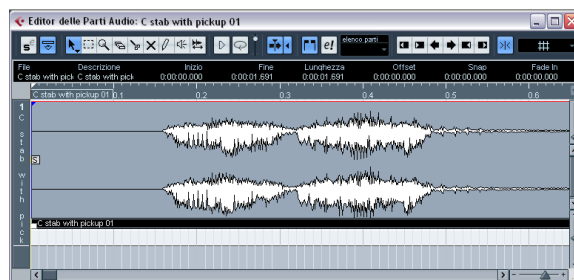 Editor delle Parti Audio: C stab with pickup 01
elenco parti
File Descrizione Inizio Fine Lunghezza Offset Snap Fade In
C stab with pick C stab with pick 0:00:00.000 0:00:01.691 0:00:01.691 0:00:00.000 0:00:00.000 0:00:00.000
C stab with pickup 01 0.1 0.2 0.3 0.4 0.5 0.6
1
C stab with pick
S
C stab with pickup 01